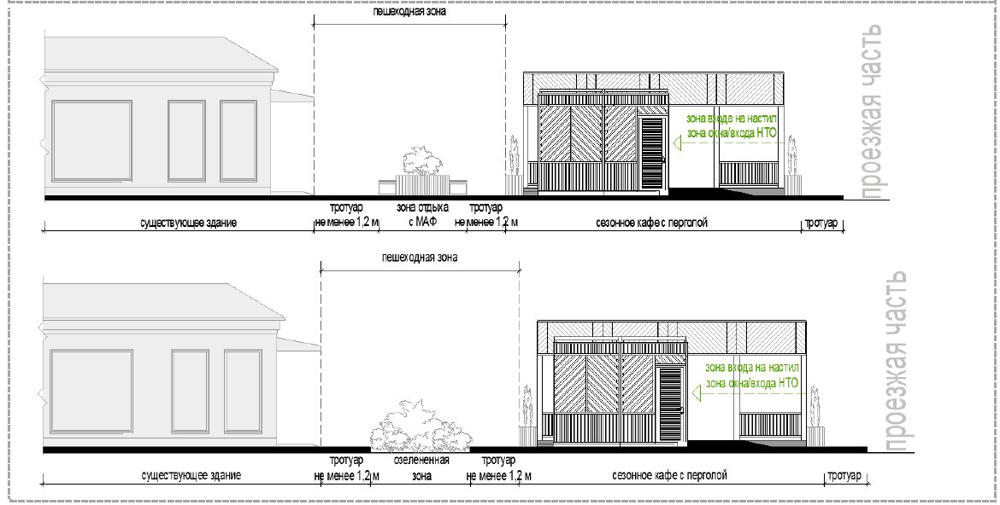 пешеходная зона
проезжая часть
зона входа на настил
зона окна/входа НТО
тротуар
не менее 1,2 м
зона отдыха
с МАФ
тротуар
не менее 1,2 м
существующее здание
сезонное кафе с перголой
тротуар
пешеходная зона
проезжая часть
зона входа на настил
зона окна/входа НТО
тротуар
не менее 1,2 м
озелененная
зона
тротуар
не менее 1,2 м
существующее здание
сезонное кафе с перголой
тротуар